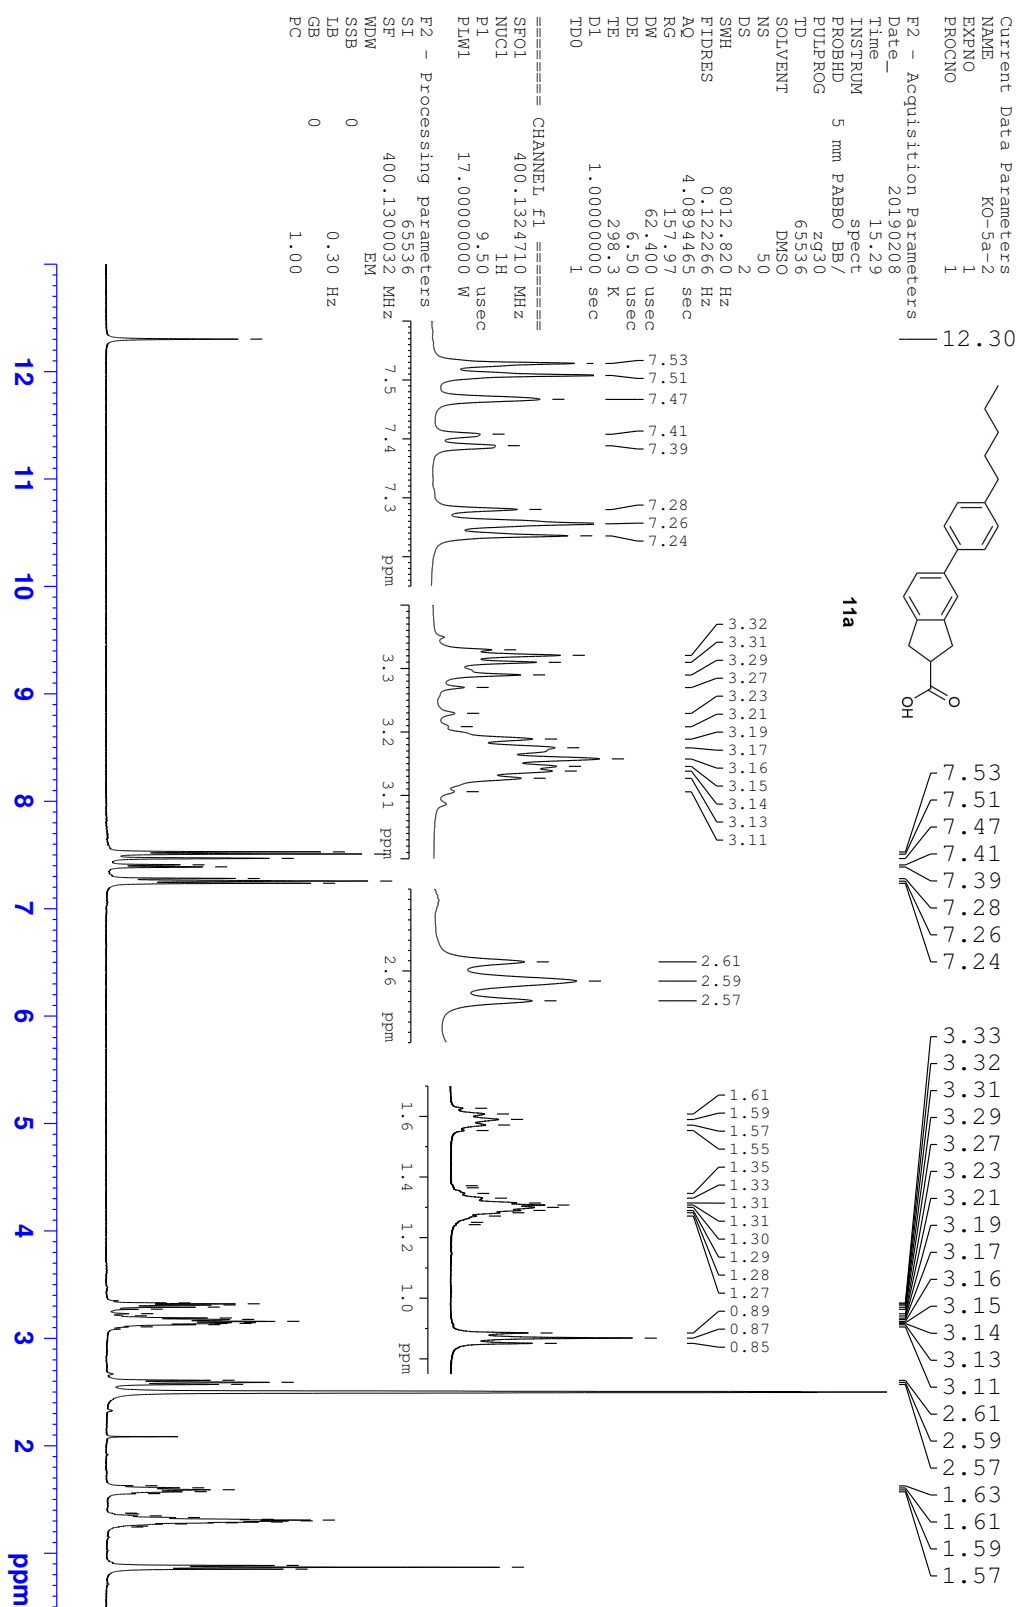 Current Data Parameters
NAME KO-5a-2
EXPNO 1
PROCNO 1
F2 - Acquisition Parameters
Date_ 20190208
Time 15.29
INSTRUM spect
PROBHD 5 mm PABBO BB/
PULPROG zg30
TD 65536
SOLVENT DMSO
NS 50
DS 2
SWH 8012.820 Hz
FIDRES 0.122266 Hz
AQ 4.0894465 sec
RG 157.97
DW 62.400 usec
DE 6.50 usec
TE 298.3 K
D1 1.00000000 sec
TD0 1
======== CHANNEL f1 ========
SFO1 400.1324710 MHz
NUC1 1H
P1 9.50 usec
PLW1 17.00000000 W
F2 - Processing parameters
SI 65536
SF 400.1300032 MHz
WDW EM
SSB 0
LB 0.30 Hz
GB 0
PC 1.00
12.30
7.53
7.51
7.47
7.41
7.39
7.28
7.26
7.24
3.33
3.32
3.31
3.29
3.27
3.23
3.21
3.19
3.17
3.16
3.15
3.14
3.13
3.11
2.61
2.59
2.57
1.63
1.61
1.59
1.57
O
OH
11a
7.53
7.51
7.47
7.41
7.39
7.28
7.26
7.24
7.5 7.4 7.3 ppm
3.32
3.31
3.29
3.27
3.23
3.21
3.19
3.17
3.16
3.15
3.14
3.13
3.11
3.3 3.2 3.1 ppm
2.61
2.59
2.57
2.6 ppm
1.61
1.59
1.57
1.55
1.35
1.33
1.31
1.31
1.30
1.29
1.28
1.27
0.89
0.87
0.85
1.6 1.4 1.2 1.0 ppm
12 11 10 9 8 7 6 5 4 3 2 ppm